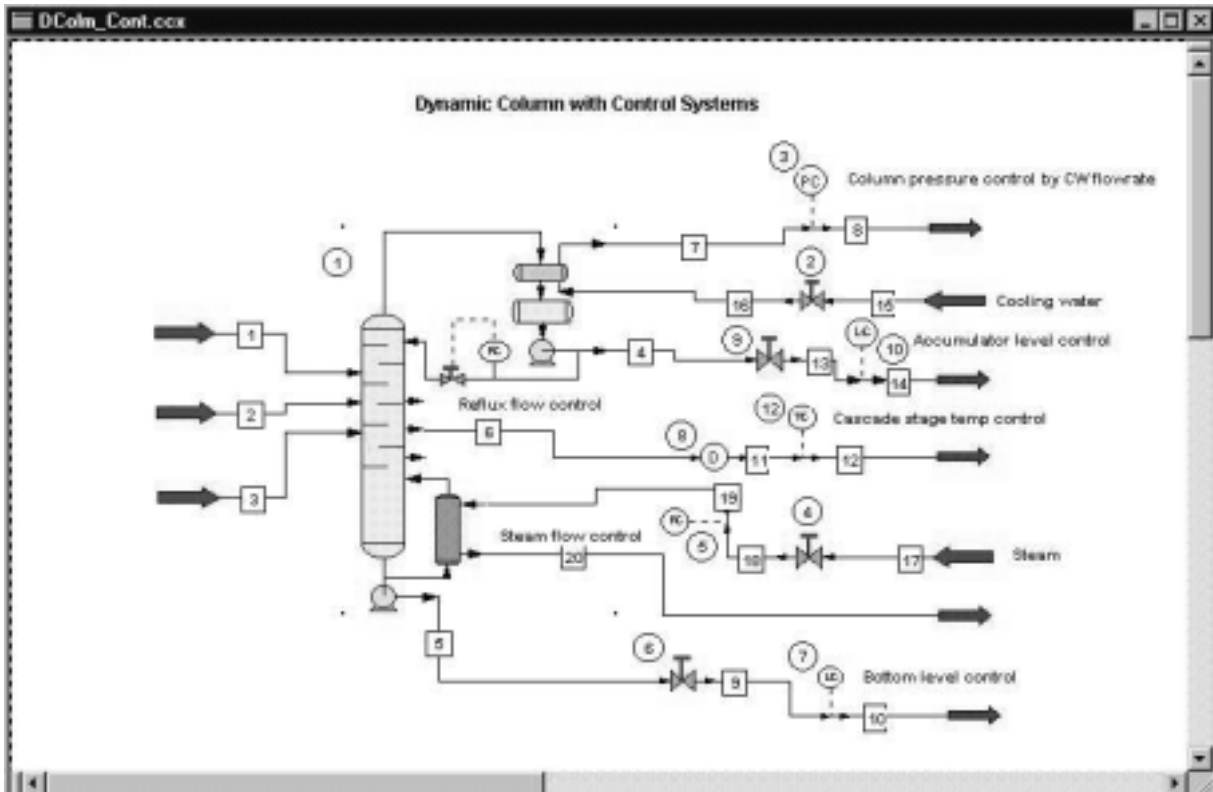 DColm_Cont.ccx
Dynamic Column with Control Systems
3
PC
Column pressure control by CW flowrate
8
7
1
2
16
15
Cooling water
1
9
LC
10
Accumulator level control
4
13
14
FC
2
Reflux flow control
12
TC
Cascade stage temp control
6
8
D
11
12
3
19
4
FC
5
Steam flow control
20
18
17
Steam
5
6
7
LC
Bottom level control
9
10